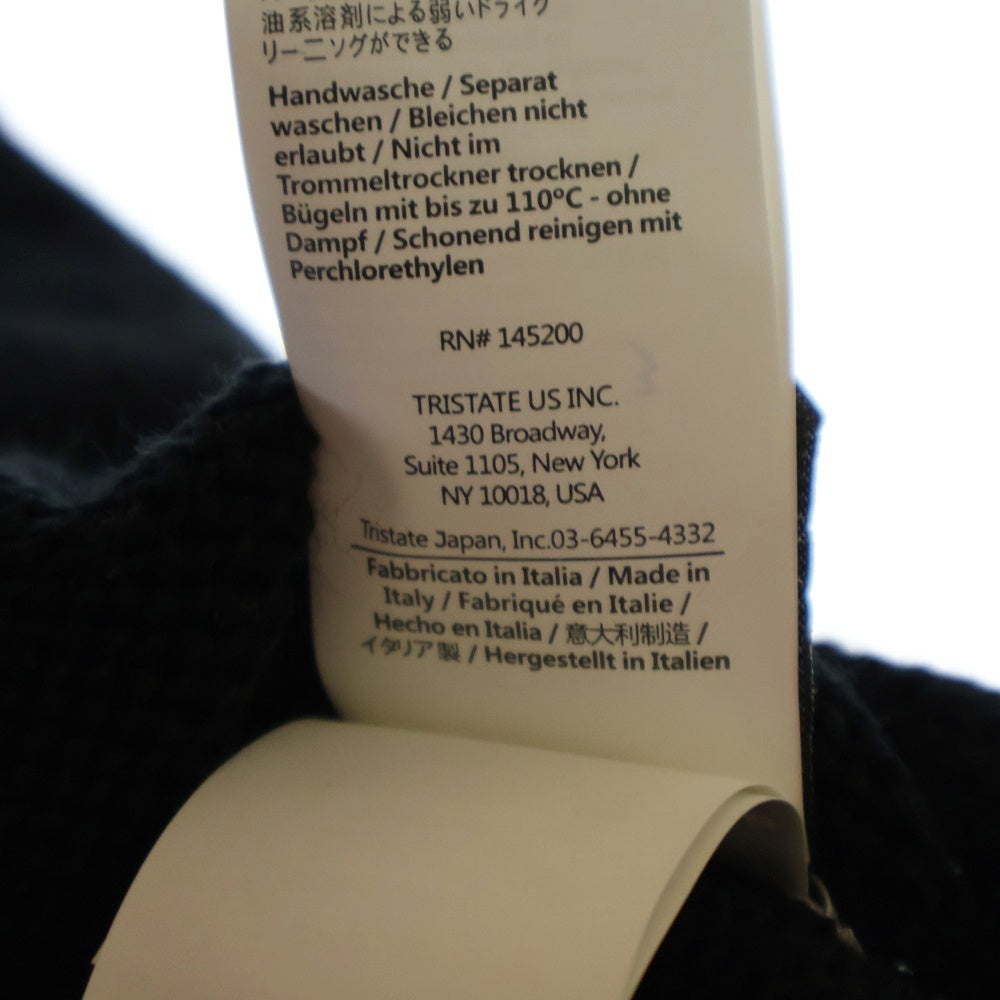 油系溶剤による弱いドライク
リー二ソグができる
Handwasche / Separat
waschen / Bleichen nicht
erlaubt / Nicht im
Trommeltrockner trocknen /
Bügeln mit bis zu 110°C - ohne
Dampf / Schonend reinigen mit
Perchlorethylen
RN# 145200
TRISTATE US INC.
1430 Broadway,
Suite 1105, New York
NY 10018, USA
Tristate Japan, Inc.03-6455-4332
Fabbricato in Italia / Made in
Italy / Fabriqué en Italie /
Hecho en Italia / 意大利制造 /
イタリア製 / Hergestellt in Italien